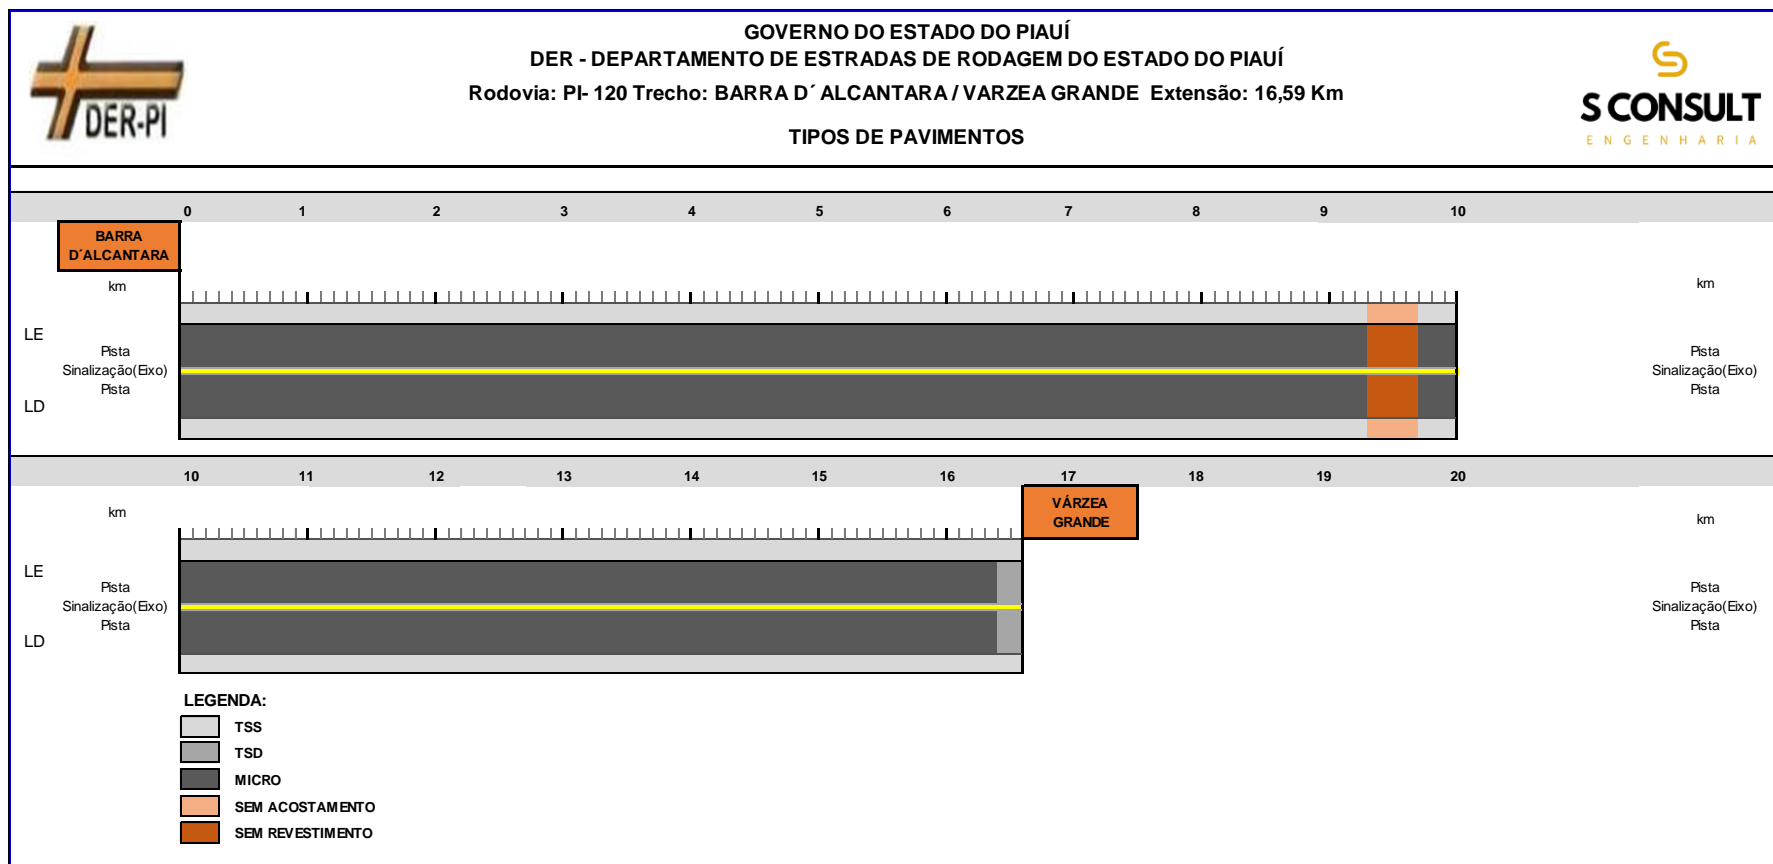 GOVERNO DO ESTADO DO PIAUÍ
DER - DEPARTAMENTO DE ESTRADAS DE RODAGEM DO ESTADO DO PIAUÍ
Rodovia: PI- 120 Trecho: BARRA D´ ALCANTARA / VARZEA GRANDE Extensão: 16,59 Km
TIPOS DE PAVIMENTOS
DER-PI
S CONSULT
ENGENHARIA
0 1 2 3 4 5 6 7 8 9 10
BARRA
D´ALCANTARA
km km
LE
Pista Pista
Sinalização(Eixo) Sinalização(Eixo)
Pista Pista
LD
10 11 12 13 14 15 16 17 18 19 20
VÁRZEA
GRANDE
km km
LE
Pista Pista
Sinalização(Eixo) Sinalização(Eixo)
Pista Pista
LD
LEGENDA:
TSS
TSD
MICRO
SEM ACOSTAMENTO
SEM REVESTIMENTO